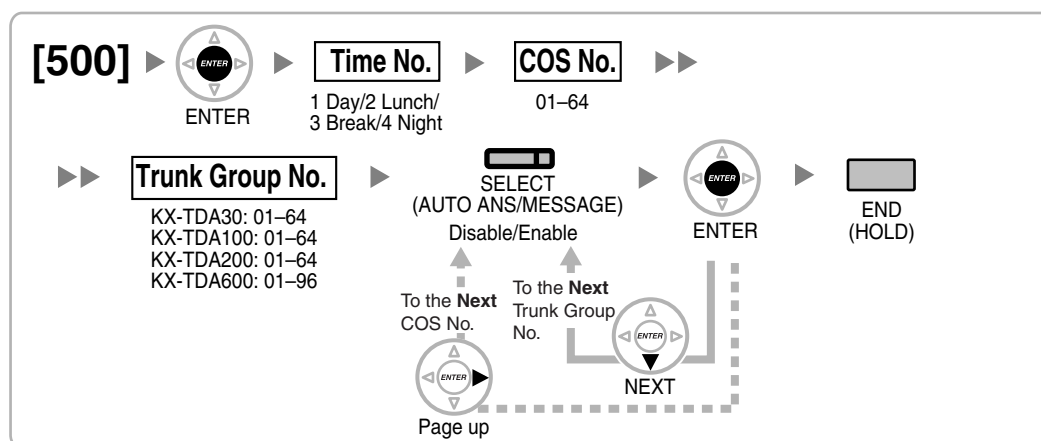 [500]
ENTER
ENTER
Time No.
1 Day/2 Lunch/
3 Break/4 Night
COS No.
01–64
Trunk Group No.
KX-TDA30: 01–64
KX-TDA100: 01–64
KX-TDA200: 01–64
KX-TDA600: 01–96
SELECT
(AUTO ANS/MESSAGE)
Disable/Enable
ENTER
ENTER
END
(HOLD)
To the Next
COS No.
ENTER
Page up
To the Next
Trunk Group
No.
ENTER
NEXT